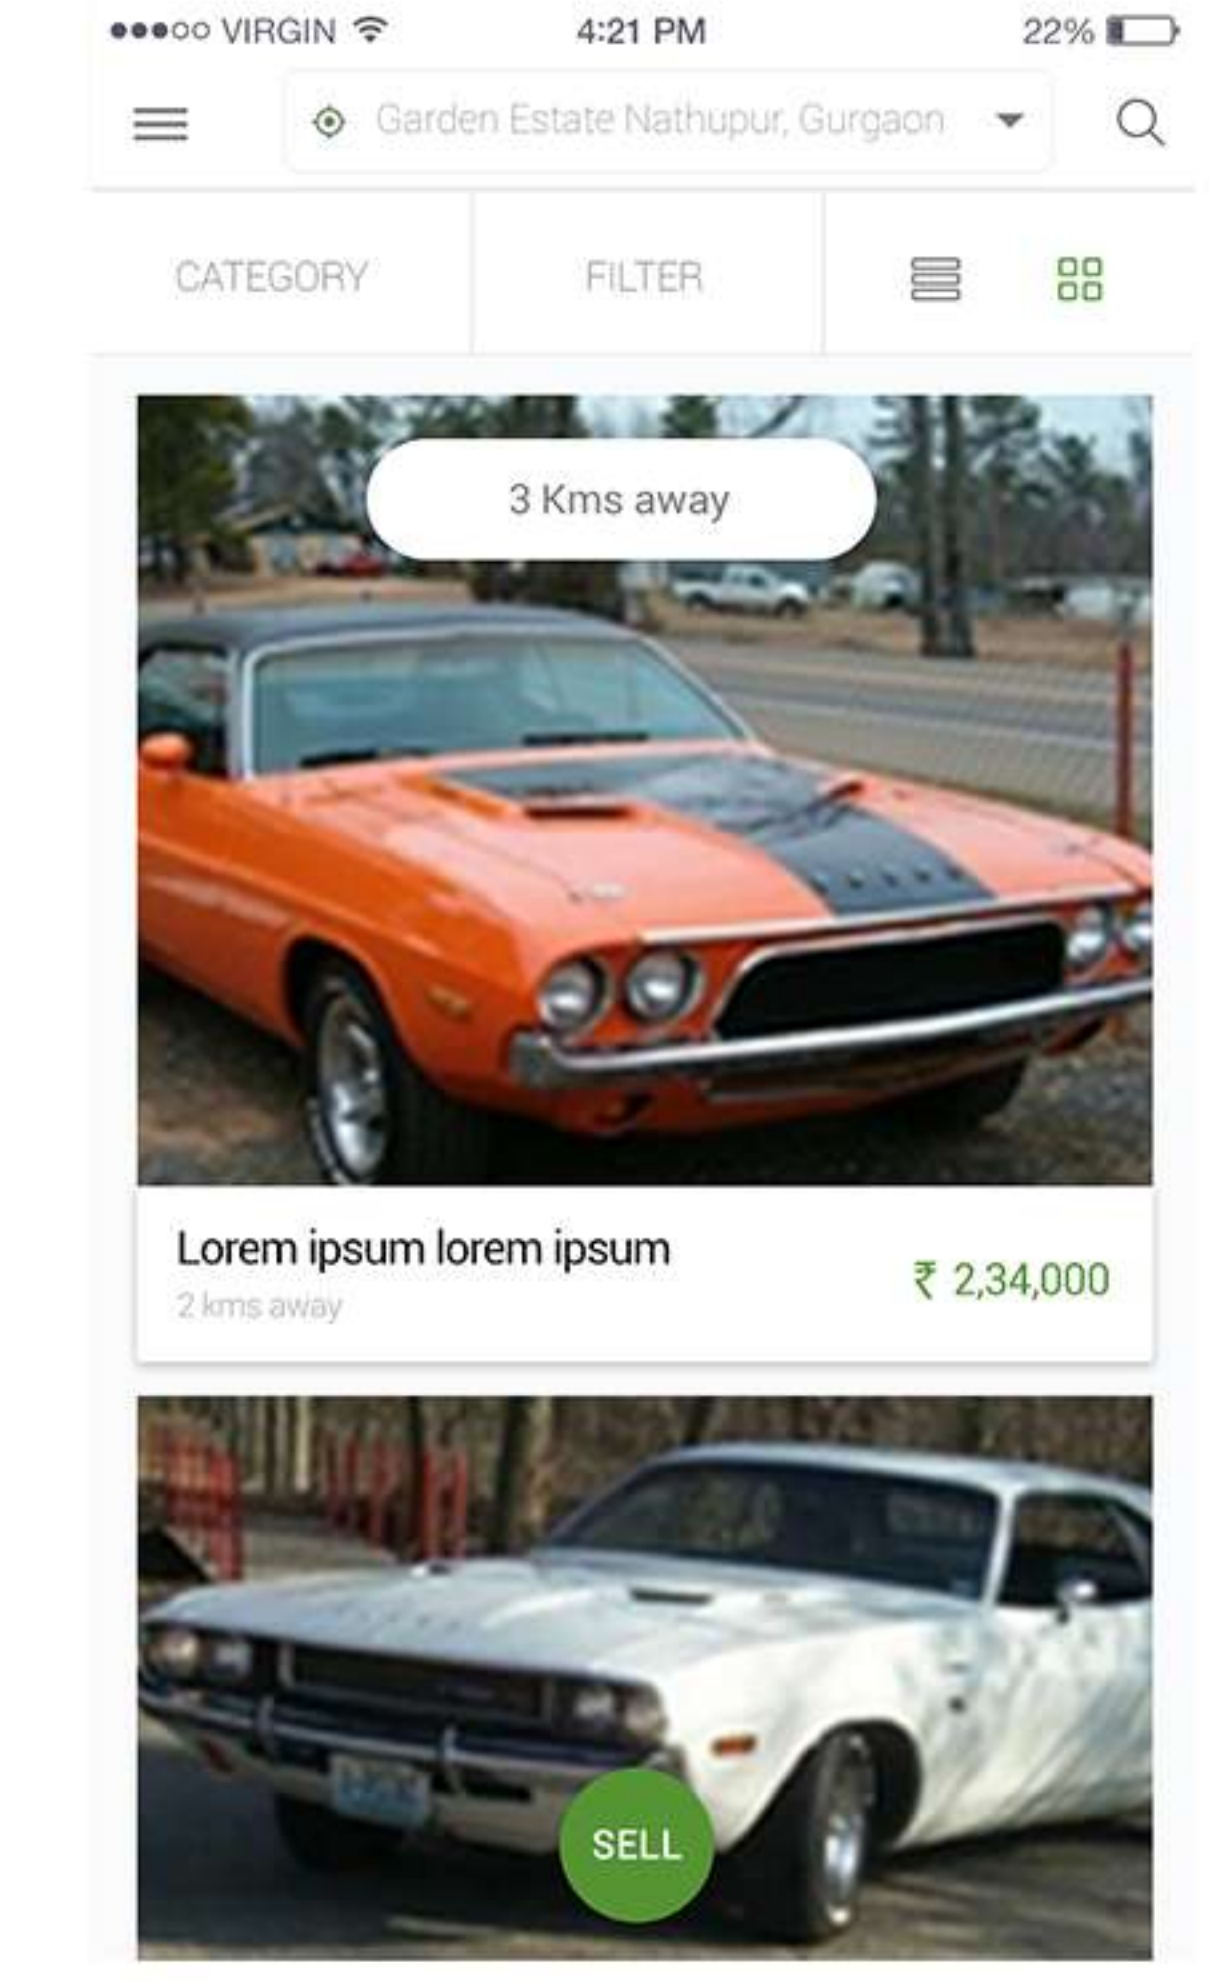 VIRGIN 4:21 PM 22%
Garden Estate Nathupur, Gurgaon
CATEGORY FILTER
3 Kms away
Lorem ipsum lorem ipsum
₹ 2,34,000
2 kms away
SELL